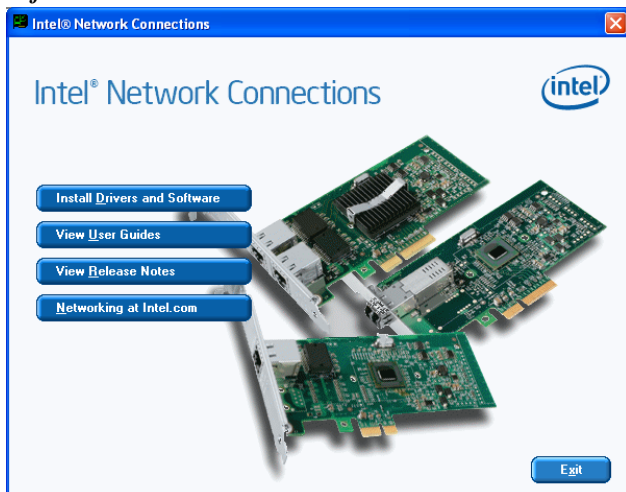 Intel® Network Connections
Intel® Network Connections
intel
Install Drivers and Software
View User Guides
View Release Notes
Networking at Intel.com
Exit